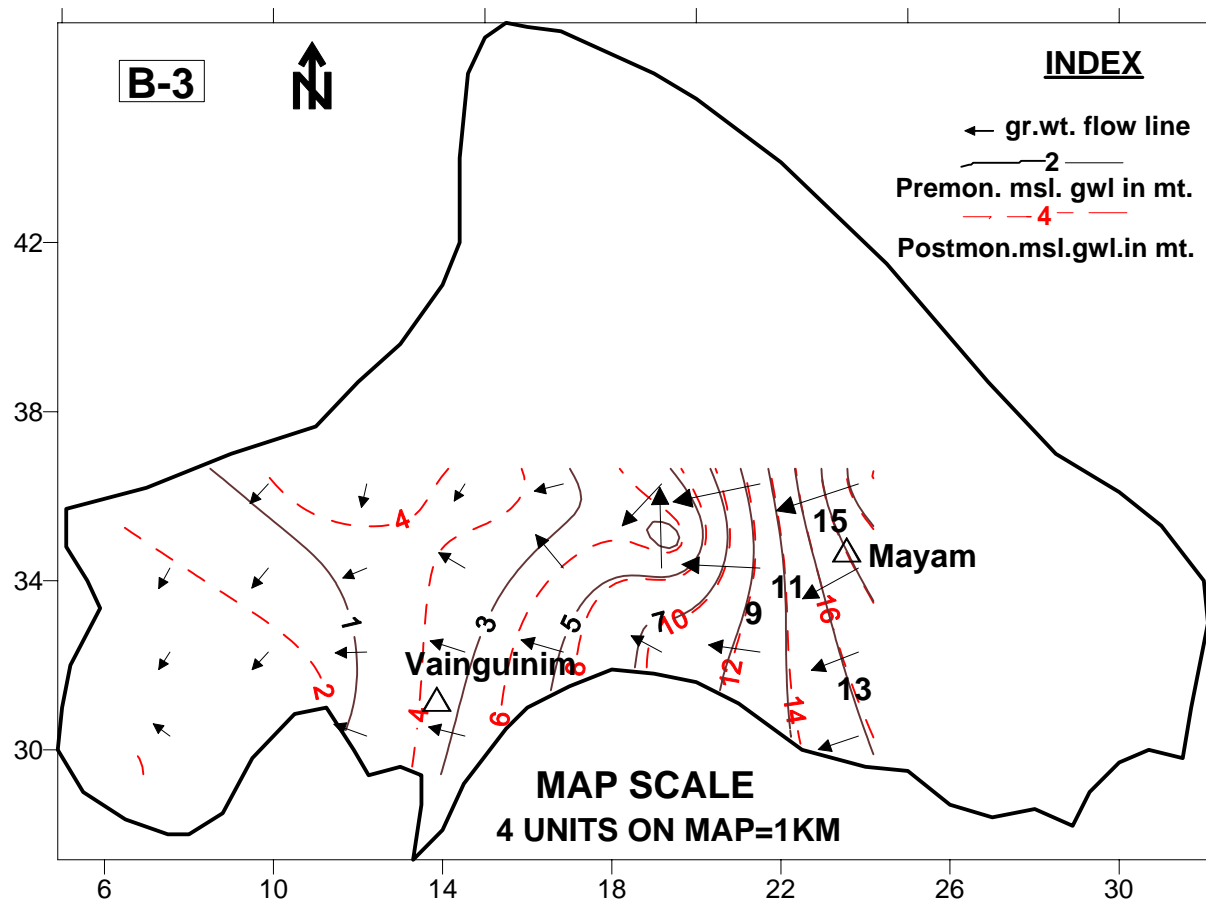 B-3
N
INDEX
gr.wt. flow line
2
Premon. msl. gwl in mt.
4
Postmon.msl.gwl.in mt.
42
38
34
30
15
Mayam
4
11
16
1
3
5
7
10
9
Vainguinim
8
12
13
2
4
6
14
MAP SCALE
4 UNITS ON MAP=1KM
6 10 14 18 22 26 30